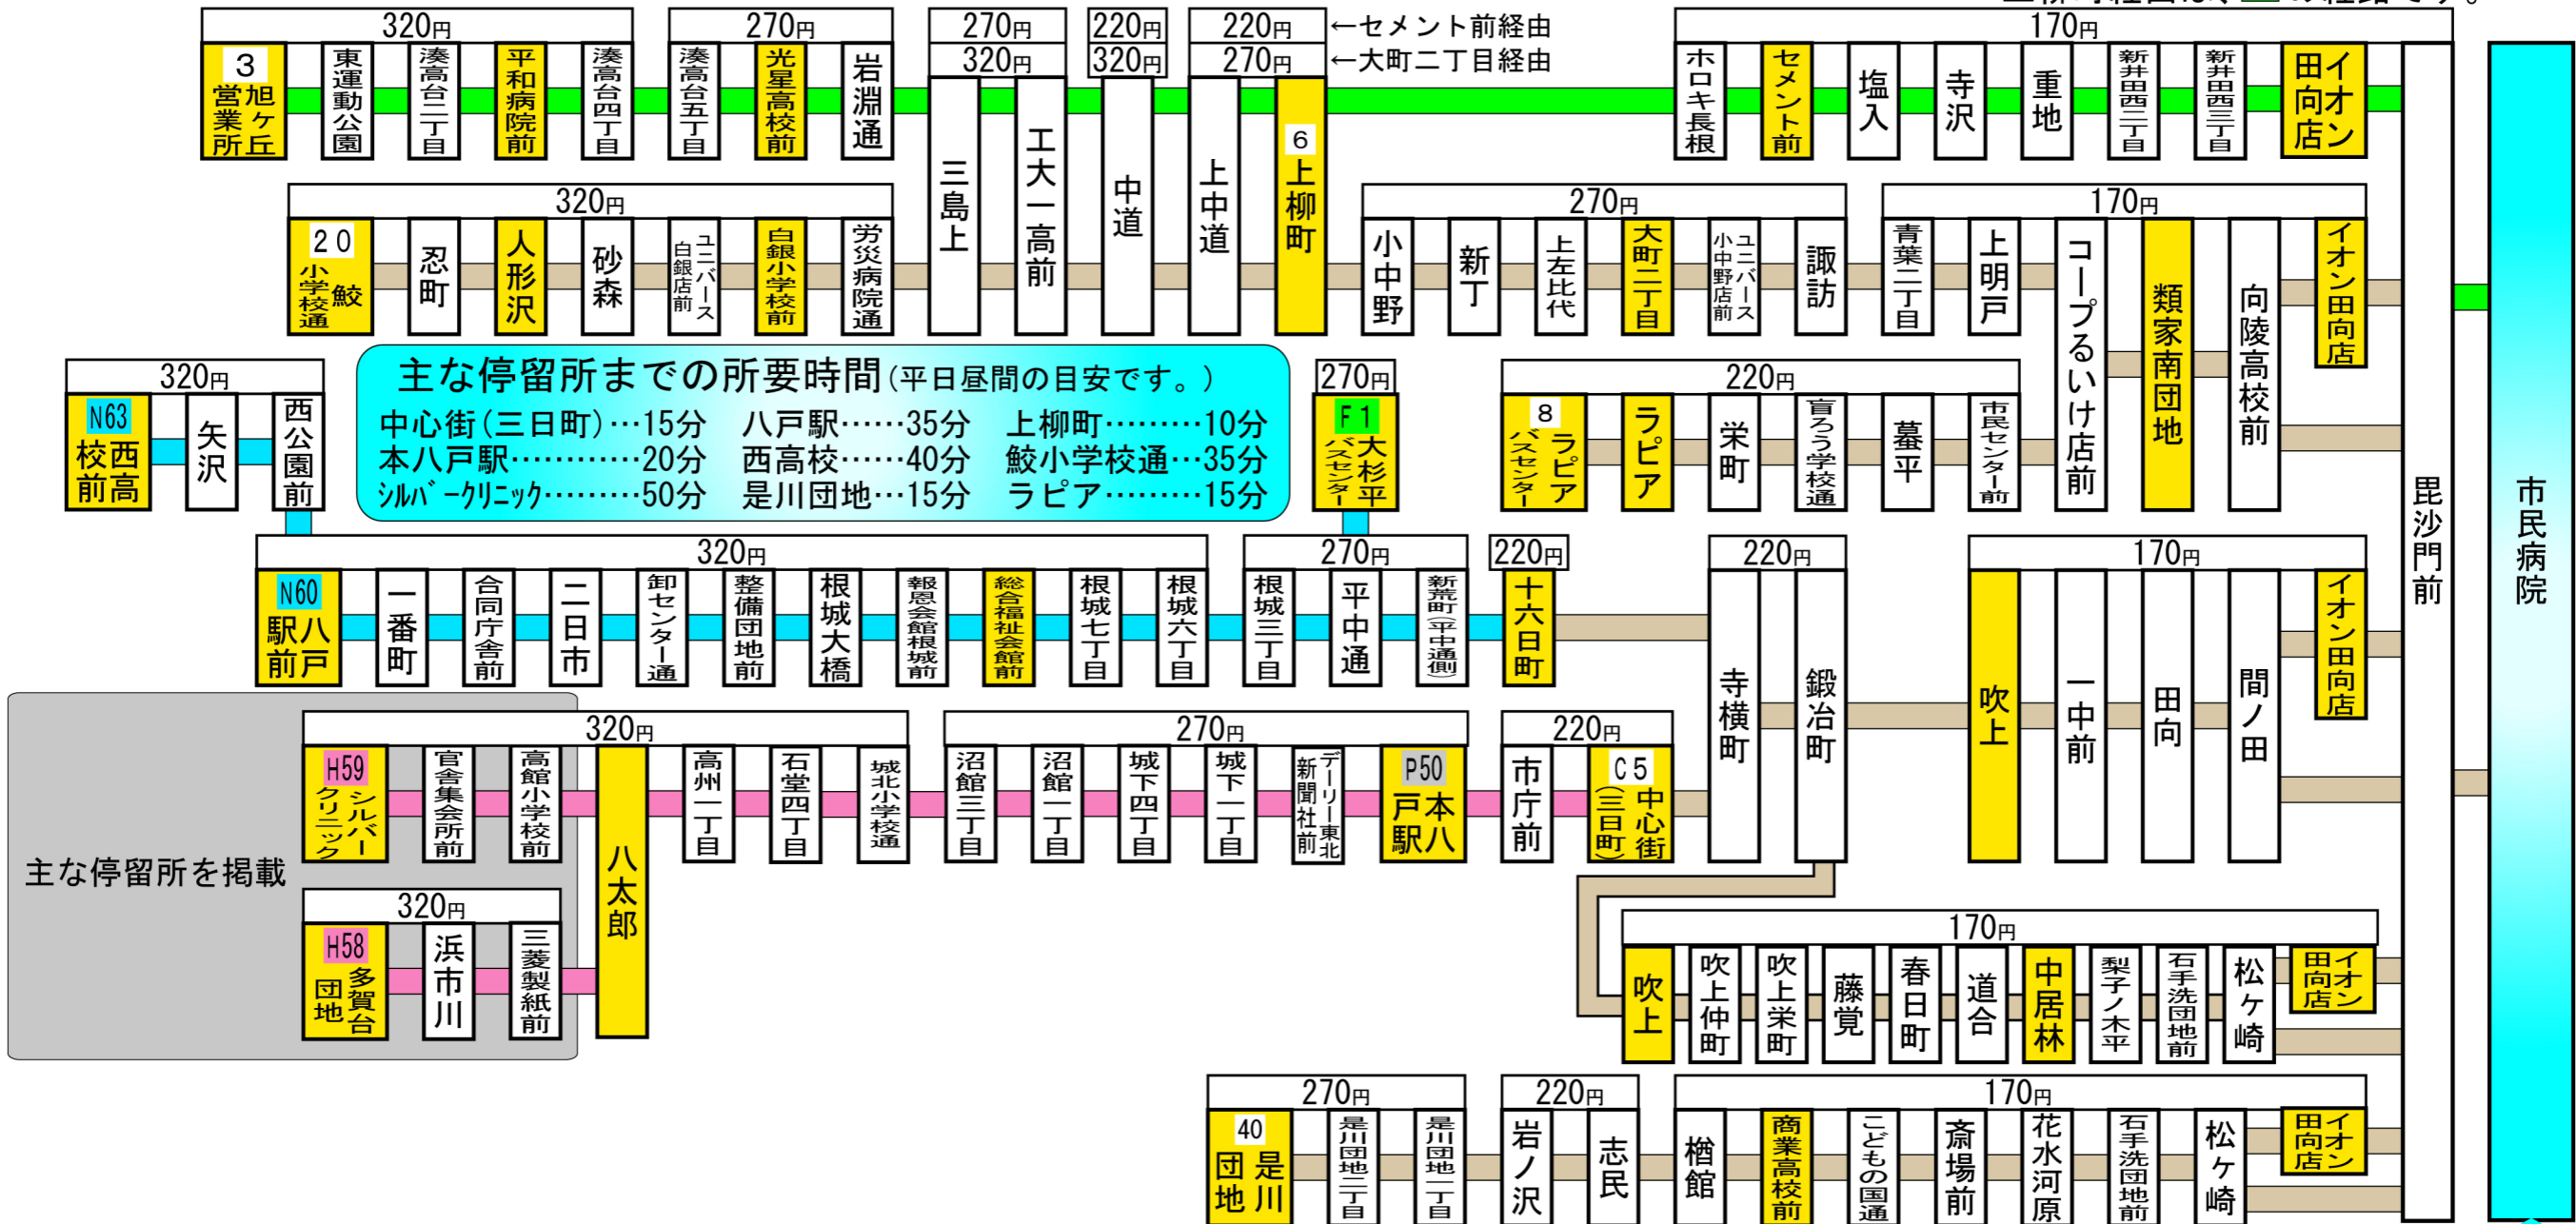 320円
270円
270円
220円
220円
←セメント前経由
170円
320円
320円
270円
←大町二丁目経由
3
旭ヶ丘
営業所
東運動公園
湊高台二丁目
平和病院前
湊高台四丁目
湊高台五丁目
光星高校前
岩淵通
三島上
工大一高前
中道
上中道
6
上柳町
ホロキ長根
セメント前
塩入
寺沢
重地
新井田西二丁目
新井田西三丁目
イオン
田向店
毘沙門前
市民病院
320円
270円
170円
20
鮫
小学校通
忍町
人形沢
砂森
ユニバース
白銀店前
白銀小学校前
労災病院通
小中野
新丁
上左比代
大町二丁目
ユニバース
小中野店前
諏訪
青葉二丁目
上明戸
コープるいけ店前
類家南団地
向陵高校前
イオン田向店
320円
N63
西高
校前
矢沢
西公園前
主な停留所までの所要時間(平日昼間の目安です。)
中心街(三日町)…15分 八戸駅……35分 上柳町………10分
本八戸駅…………20分 西高校……40分 鮫小学校通…35分
シルバークリニック………50分 是川団地…15分 ラピア………15分
270円
F1
大杉平
バスセンター
220円
8
ラピア
バスセンター
ラピア
栄町
盲ろう学校通
墓平
市民センター前
320円
270円
220円
220円
170円
N60
八戸
駅前
一番町
合同庁舎前
二日市
卸センター通
整備団地前
根城大橋
報恩会館根城前
総合福祉会館前
根城七丁目
根城六丁目
根城三丁目
平中通
新荒町(平中通側)
十六日町
寺横町
鍛冶町
吹上
一中前
田向
間ノ田
イオン田向店
主な停留所を掲載
320円
270円
220円
H59
シルバー
クリニック
官舎集会所前
高館小学校前
八太郎
高州一丁目
石堂四丁目
城北小学校通
沼館三丁目
沼館一丁目
城下四丁目
城下一丁目
デーリー東北
新聞社前
P50
本八
戸駅
市庁前
C5
中心街
(三日町)
320円
H58
多賀台
団地
浜市川
三菱製紙前
170円
吹上
吹上仲町
吹上栄町
藤覚
春日町
道合
中居林
梨子ノ木平
石手洗団地前
松ヶ崎
イオン
田向店
270円
220円
170円
40
是川
団地
是川団地二丁目
是川団地一丁目
岩ノ沢
志民
楢館
商業高校前
こどもの国通
斎場前
花水河原
石手洗団地前
松ヶ崎
イオン
田向店